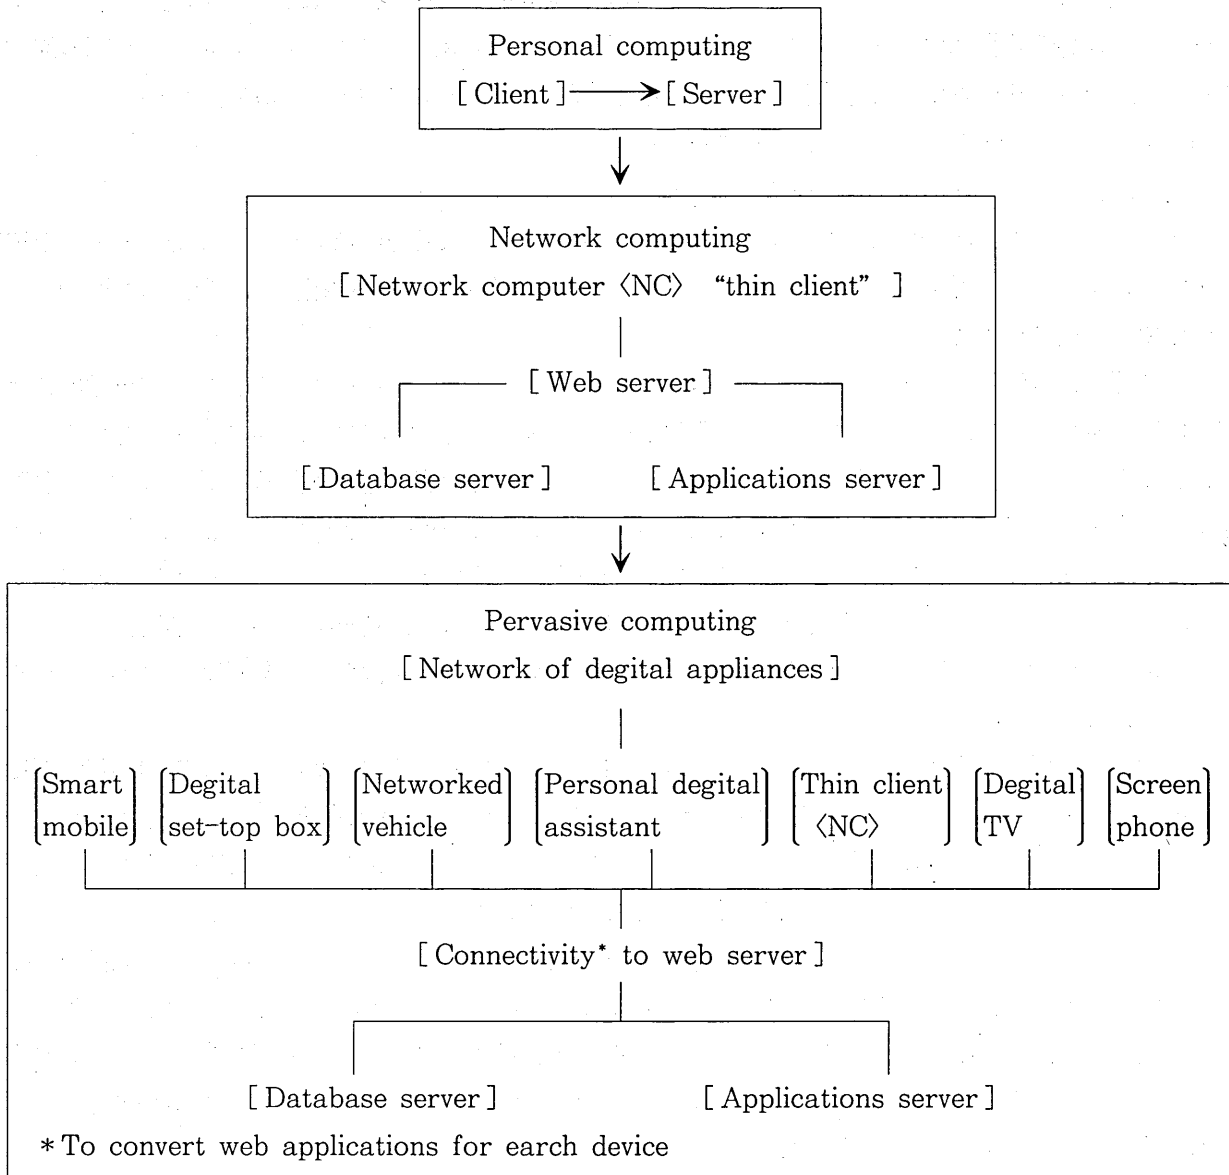 Personal computing
[Client]→[Server]
Network computing
[Network computer 〈NC〉 “thin client” ]
[Web server]
[Database server] [Applications server]
Pervasive computing
[Network of degital appliances]
[Smart mobile] [Degital set-top box] [Networked vehicle] [Personal degital assistant] [Thin client 〈NC〉] [Degital TV] [Screen phone]
[Connectivity* to web server]
[Database server] [Applications server]
*To convert web applications for earch device